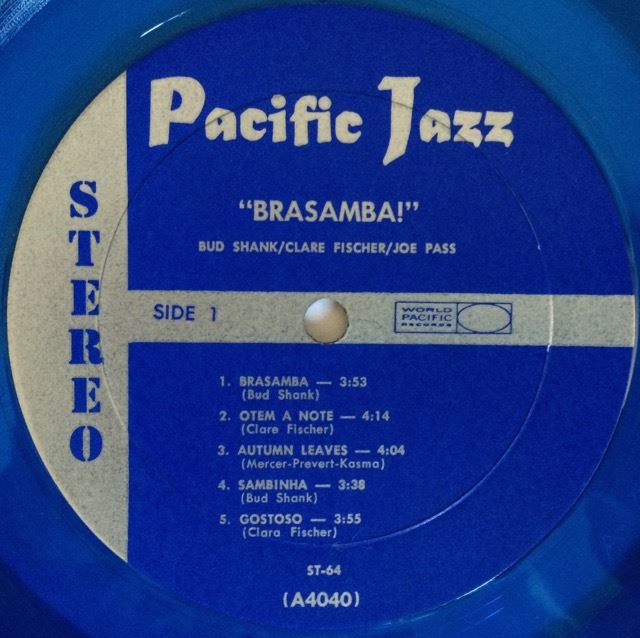 Pacific Jazz
STEREO
"BRASAMBA!"
BUD SHANK/CLARE FISCHER/JOE PASS
SIDE 1
WORLD
PACIFIC
RECORDS
1. BRASAMBA — 3:53
(Bud Shank)
2. OTEM A NOTE — 4:14
(Clare Fischer)
3. AUTUMN LEAVES — 4:04
(Mercer-Prevert-Kasma)
4. SAMBINHA — 3:38
(Bud Shank)
5. GOSTOSO — 3:55
(Clara Fischer)
ST-64
(A4040)